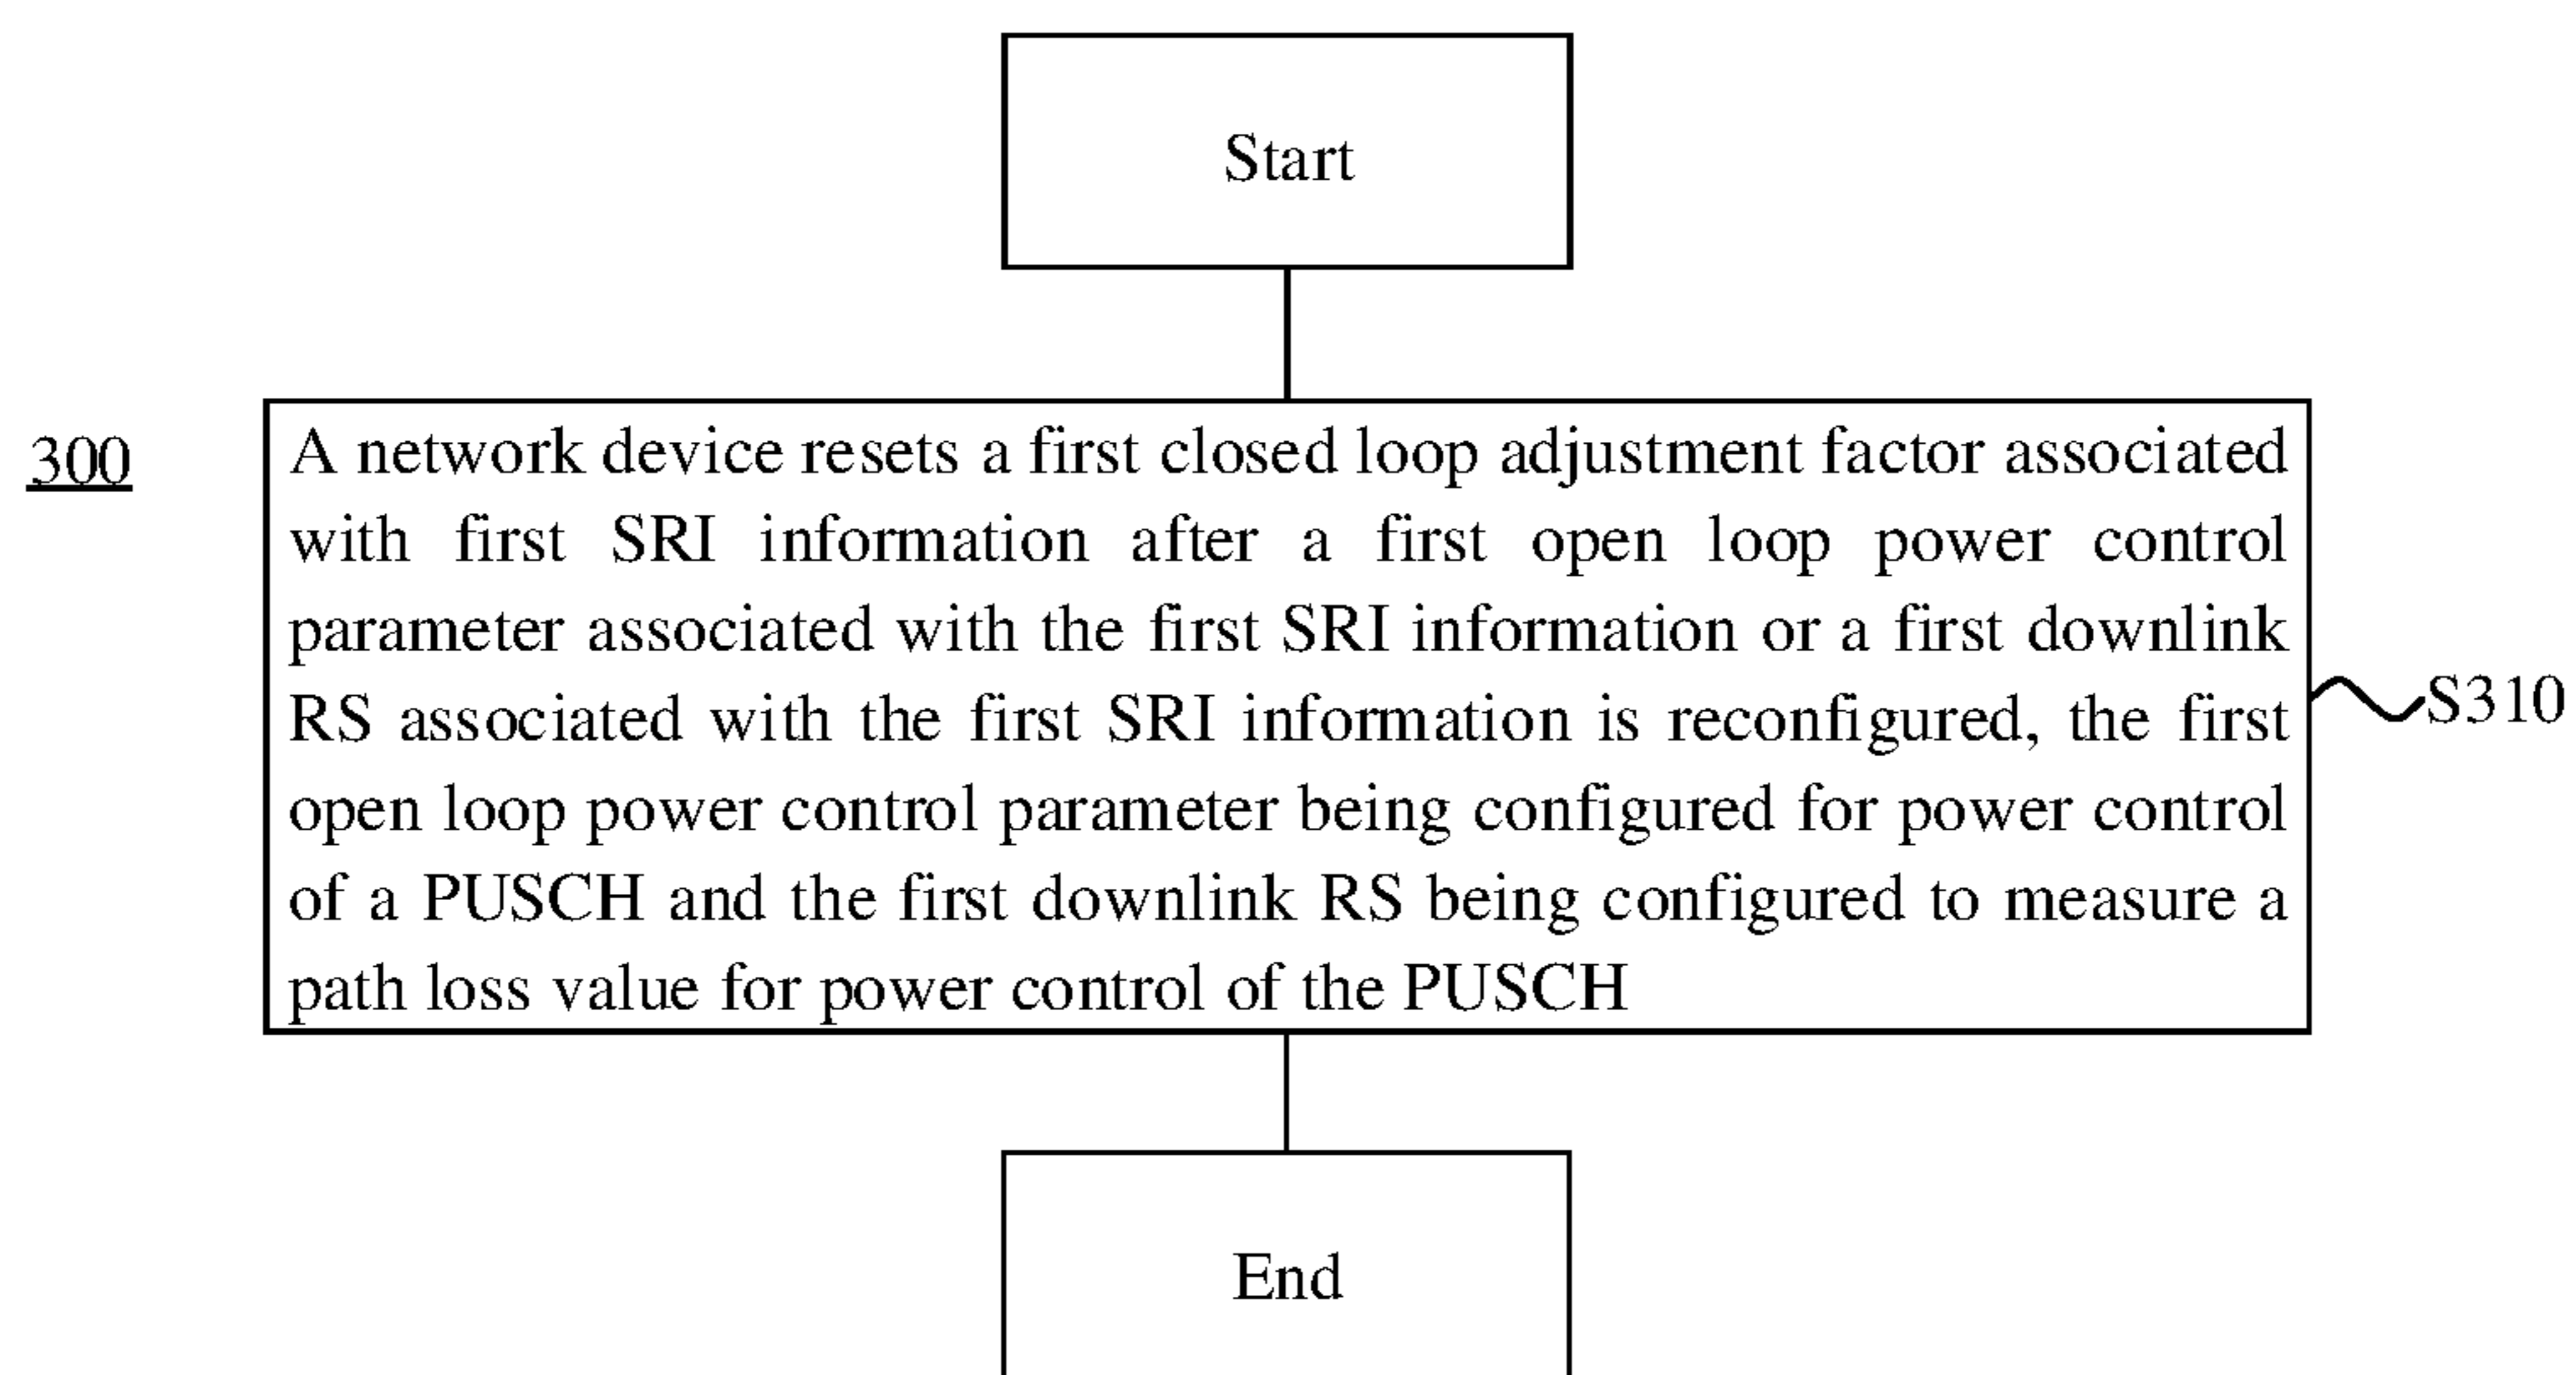 Start
300
A network device resets a first closed loop adjustment factor associated
with first SRI information after a first open loop power control
parameter associated with the first SRI information or a first downlink
RS associated with the first SRI information is reconfigured, the first
open loop power control parameter being configured for power control
of a PUSCH and the first downlink RS being configured to measure a
path loss value for power control of the PUSCH
S310
End